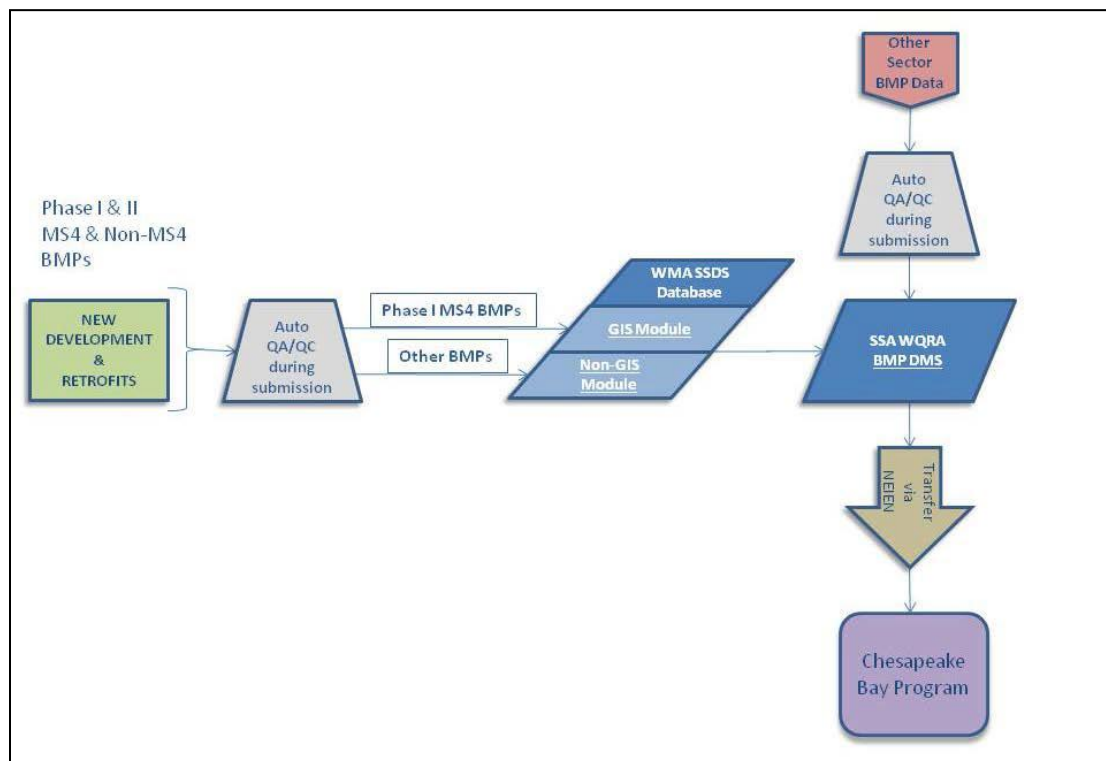 Other
Sector
BMP Data
Auto
QA/QC
during
submission
Phase I & II
MS4 & Non-MS4
BMPs
NEW
DEVELOPMENT
&
RETROFITS
Auto
QA/QC
during
submission
Phase I MS4 BMPs
Other BMPs
WMA SSDS
Database
GIS Module
Non-GIS
Module
SSA WQRA
BMP DMS
Transfer
via
NEIEN
Chesapeake
Bay Program